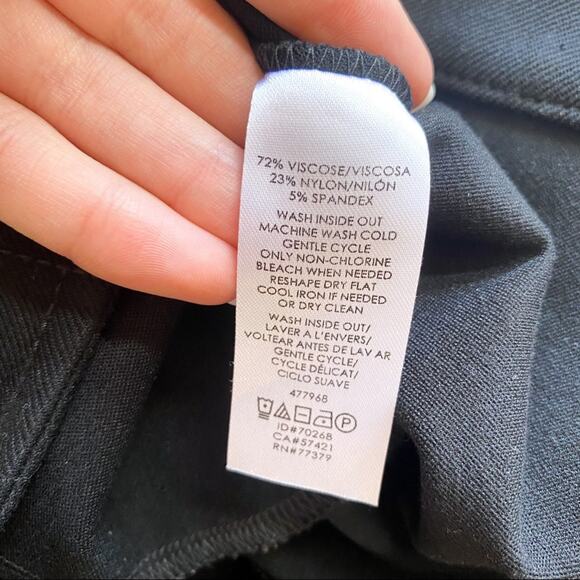 72% VISCOSE/VISCOSA
23% NYLON/NILÓN
5% SPANDEX
WASH INSIDE OUT
MACHINE WASH COLD
GENTLE CYCLE
ONLY NON-CHLORINE
BLEACH WHEN NEEDED
RESHAPE DRY FLAT
COOL IRON IF NEEDED
OR DRY CLEAN
WASH INSIDE OUT/
LAVER A L'ENVERS/
VOLTEAR ANTES DE LAV AR
GENTLE CYCLE/
CYCLE DÉLICAT/
CICLO SUAVE
477968
P
ID#70268
CA#57421
RN#77379